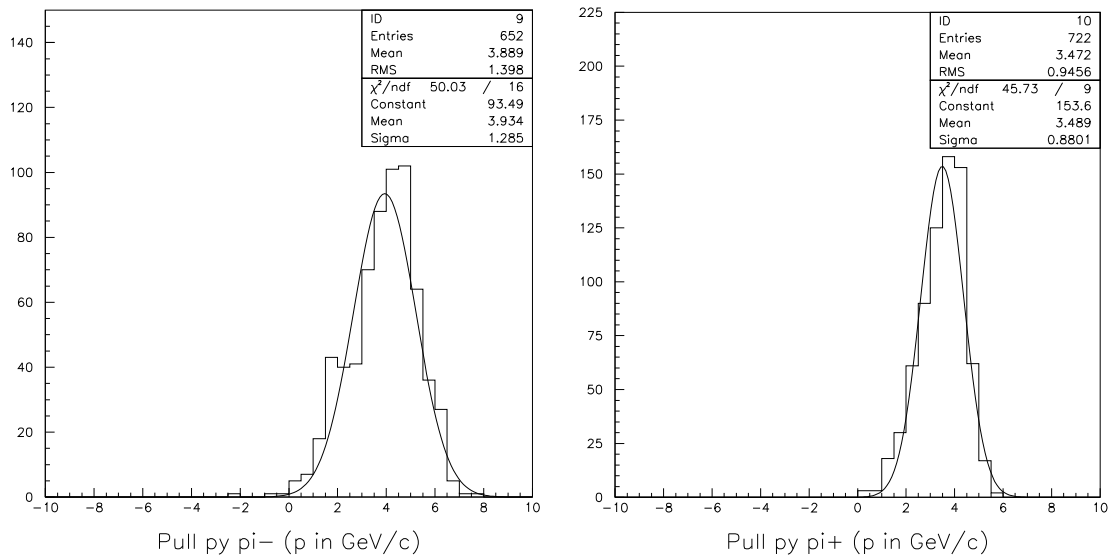 ID 9
Entries 652
Mean 3.889
RMS 1.398
χ²/ndf 50.03 / 16
Constant 93.49
Mean 3.934
Sigma 1.285
140
120
100
80
60
40
20
0
-10 -8 -6 -4 -2 0 2 4 6 8 10
Pull py pi- (p in GeV/c)
ID 10
Entries 722
Mean 3.472
RMS 0.9456
χ²/ndf 45.73 / 9
Constant 153.6
Mean 3.489
Sigma 0.8801
225
200
175
150
125
100
75
50
25
0
-10 -8 -6 -4 -2 0 2 4 6 8 10
Pull py pi+ (p in GeV/c)